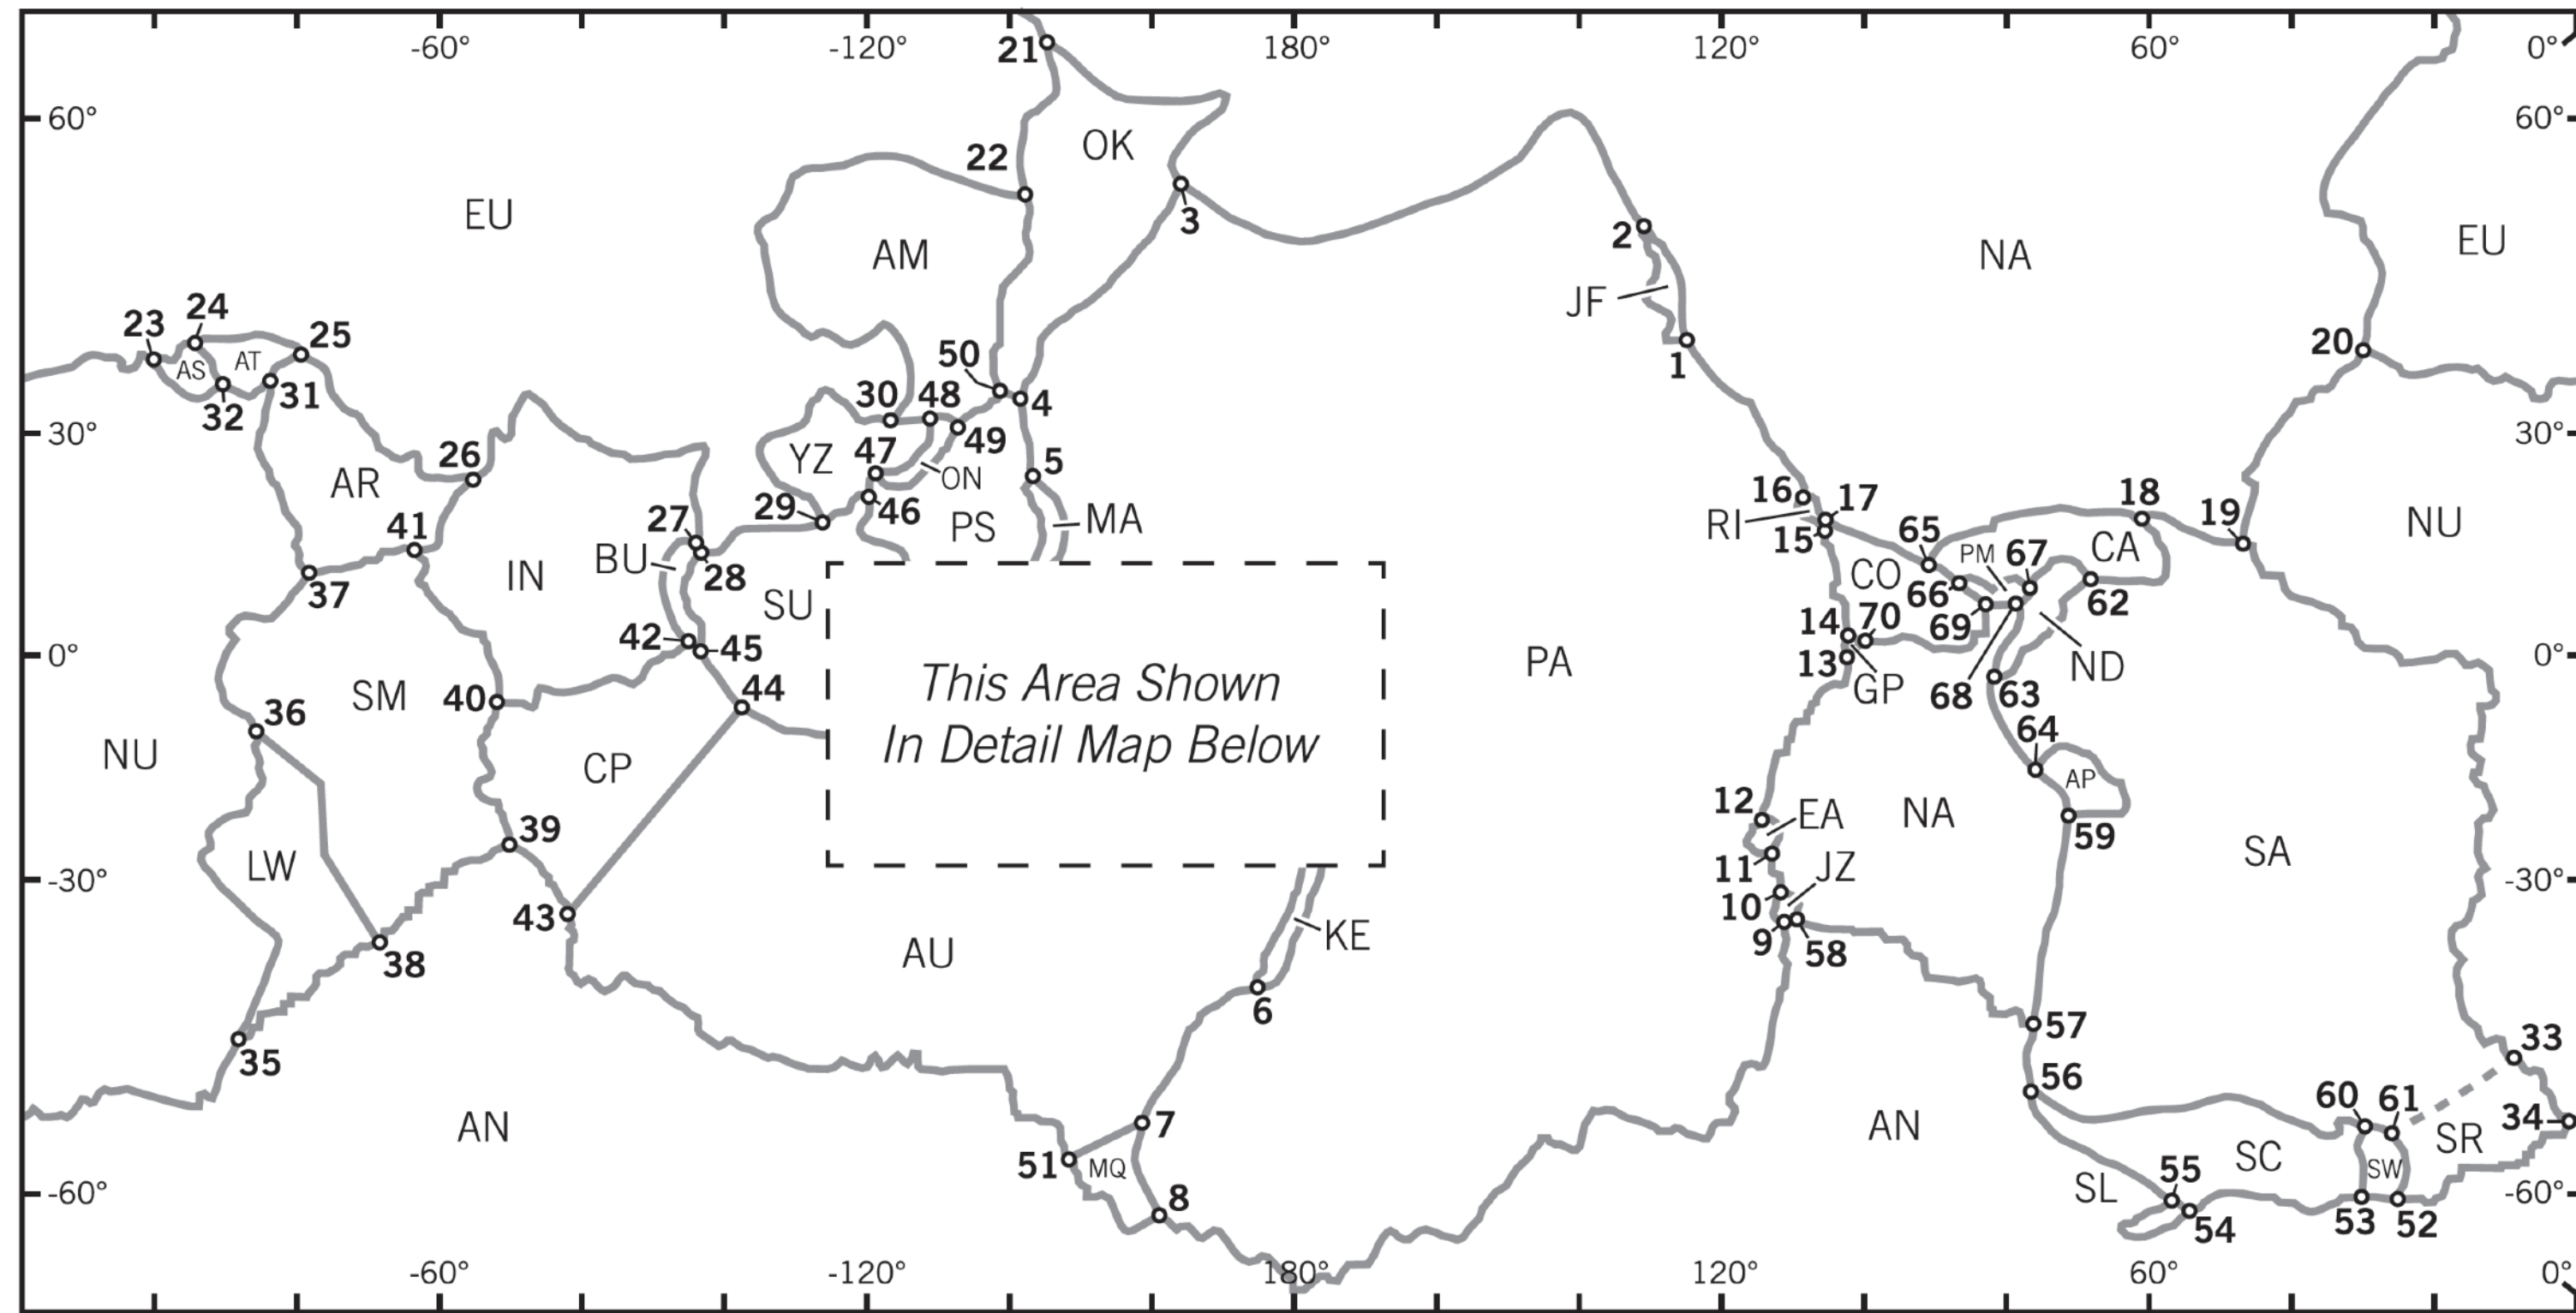 -60° -120° 180° 120° 60° 0°
21
60° OK 60°
22
EU 3 2 NA EU
AM
JF
24
23 25 50 20
AS AT 1
32 31 30 48 4
30° 26 YZ 47 49 30°
AR ON 5
41 27 29 46 PS MA 16 17 18 19 NU
RI 15 65 PM 67 CA
37 IN BU 28 SU CO 66 62
42 45 14 70 69
0° 13 GP 68 63 ND 0°
36 SM 40 44 This Area Shown PA 64
NU CP In Detail Map Below AP
39 12 EA NA 59 SA
LW 11 JZ
-30° 43 10 -30°
38 AU KE 9 58
35 6 57 33
56
AN 7 AN 60 61 34
51 MQ SC SR
55 SW
-60° 8 SL -60°
54 53 52
-60° -120° 180° 120° 60° 0°